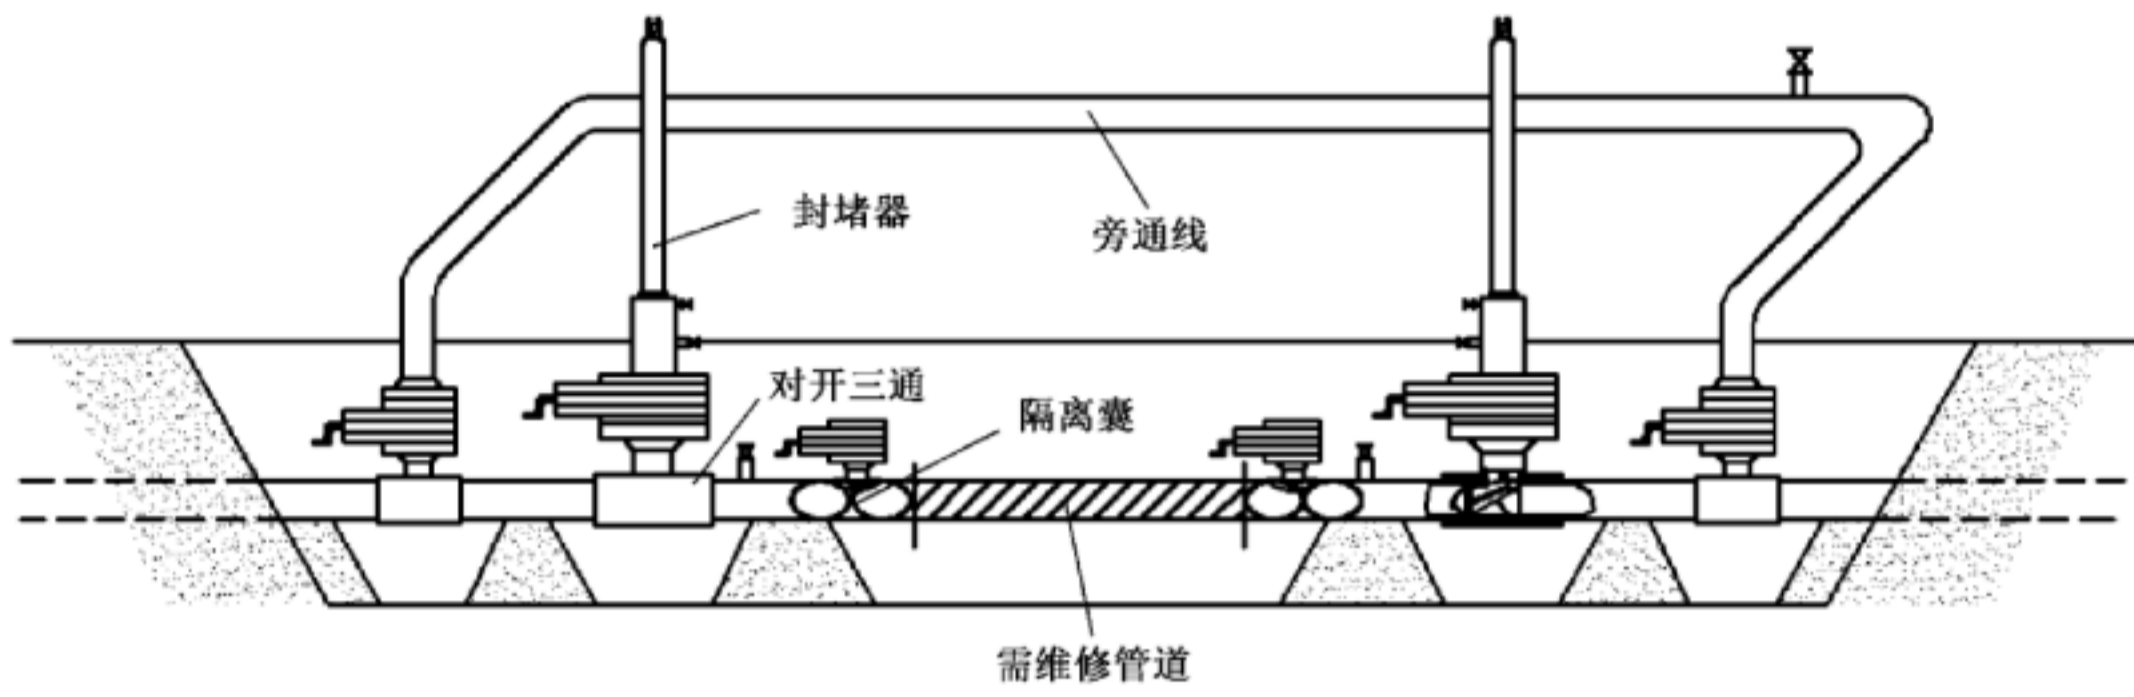 封堵器
旁通线
对开三通
隔离囊
需维修管道